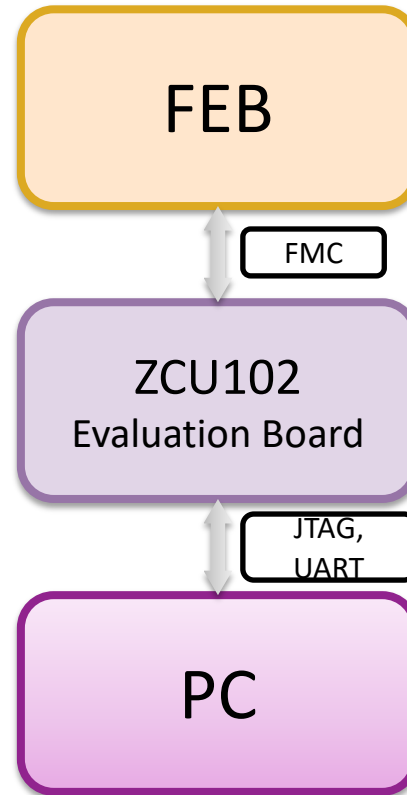 FEB
FMC
ZCU102
Evaluation Board
JTAG,
UART
PC